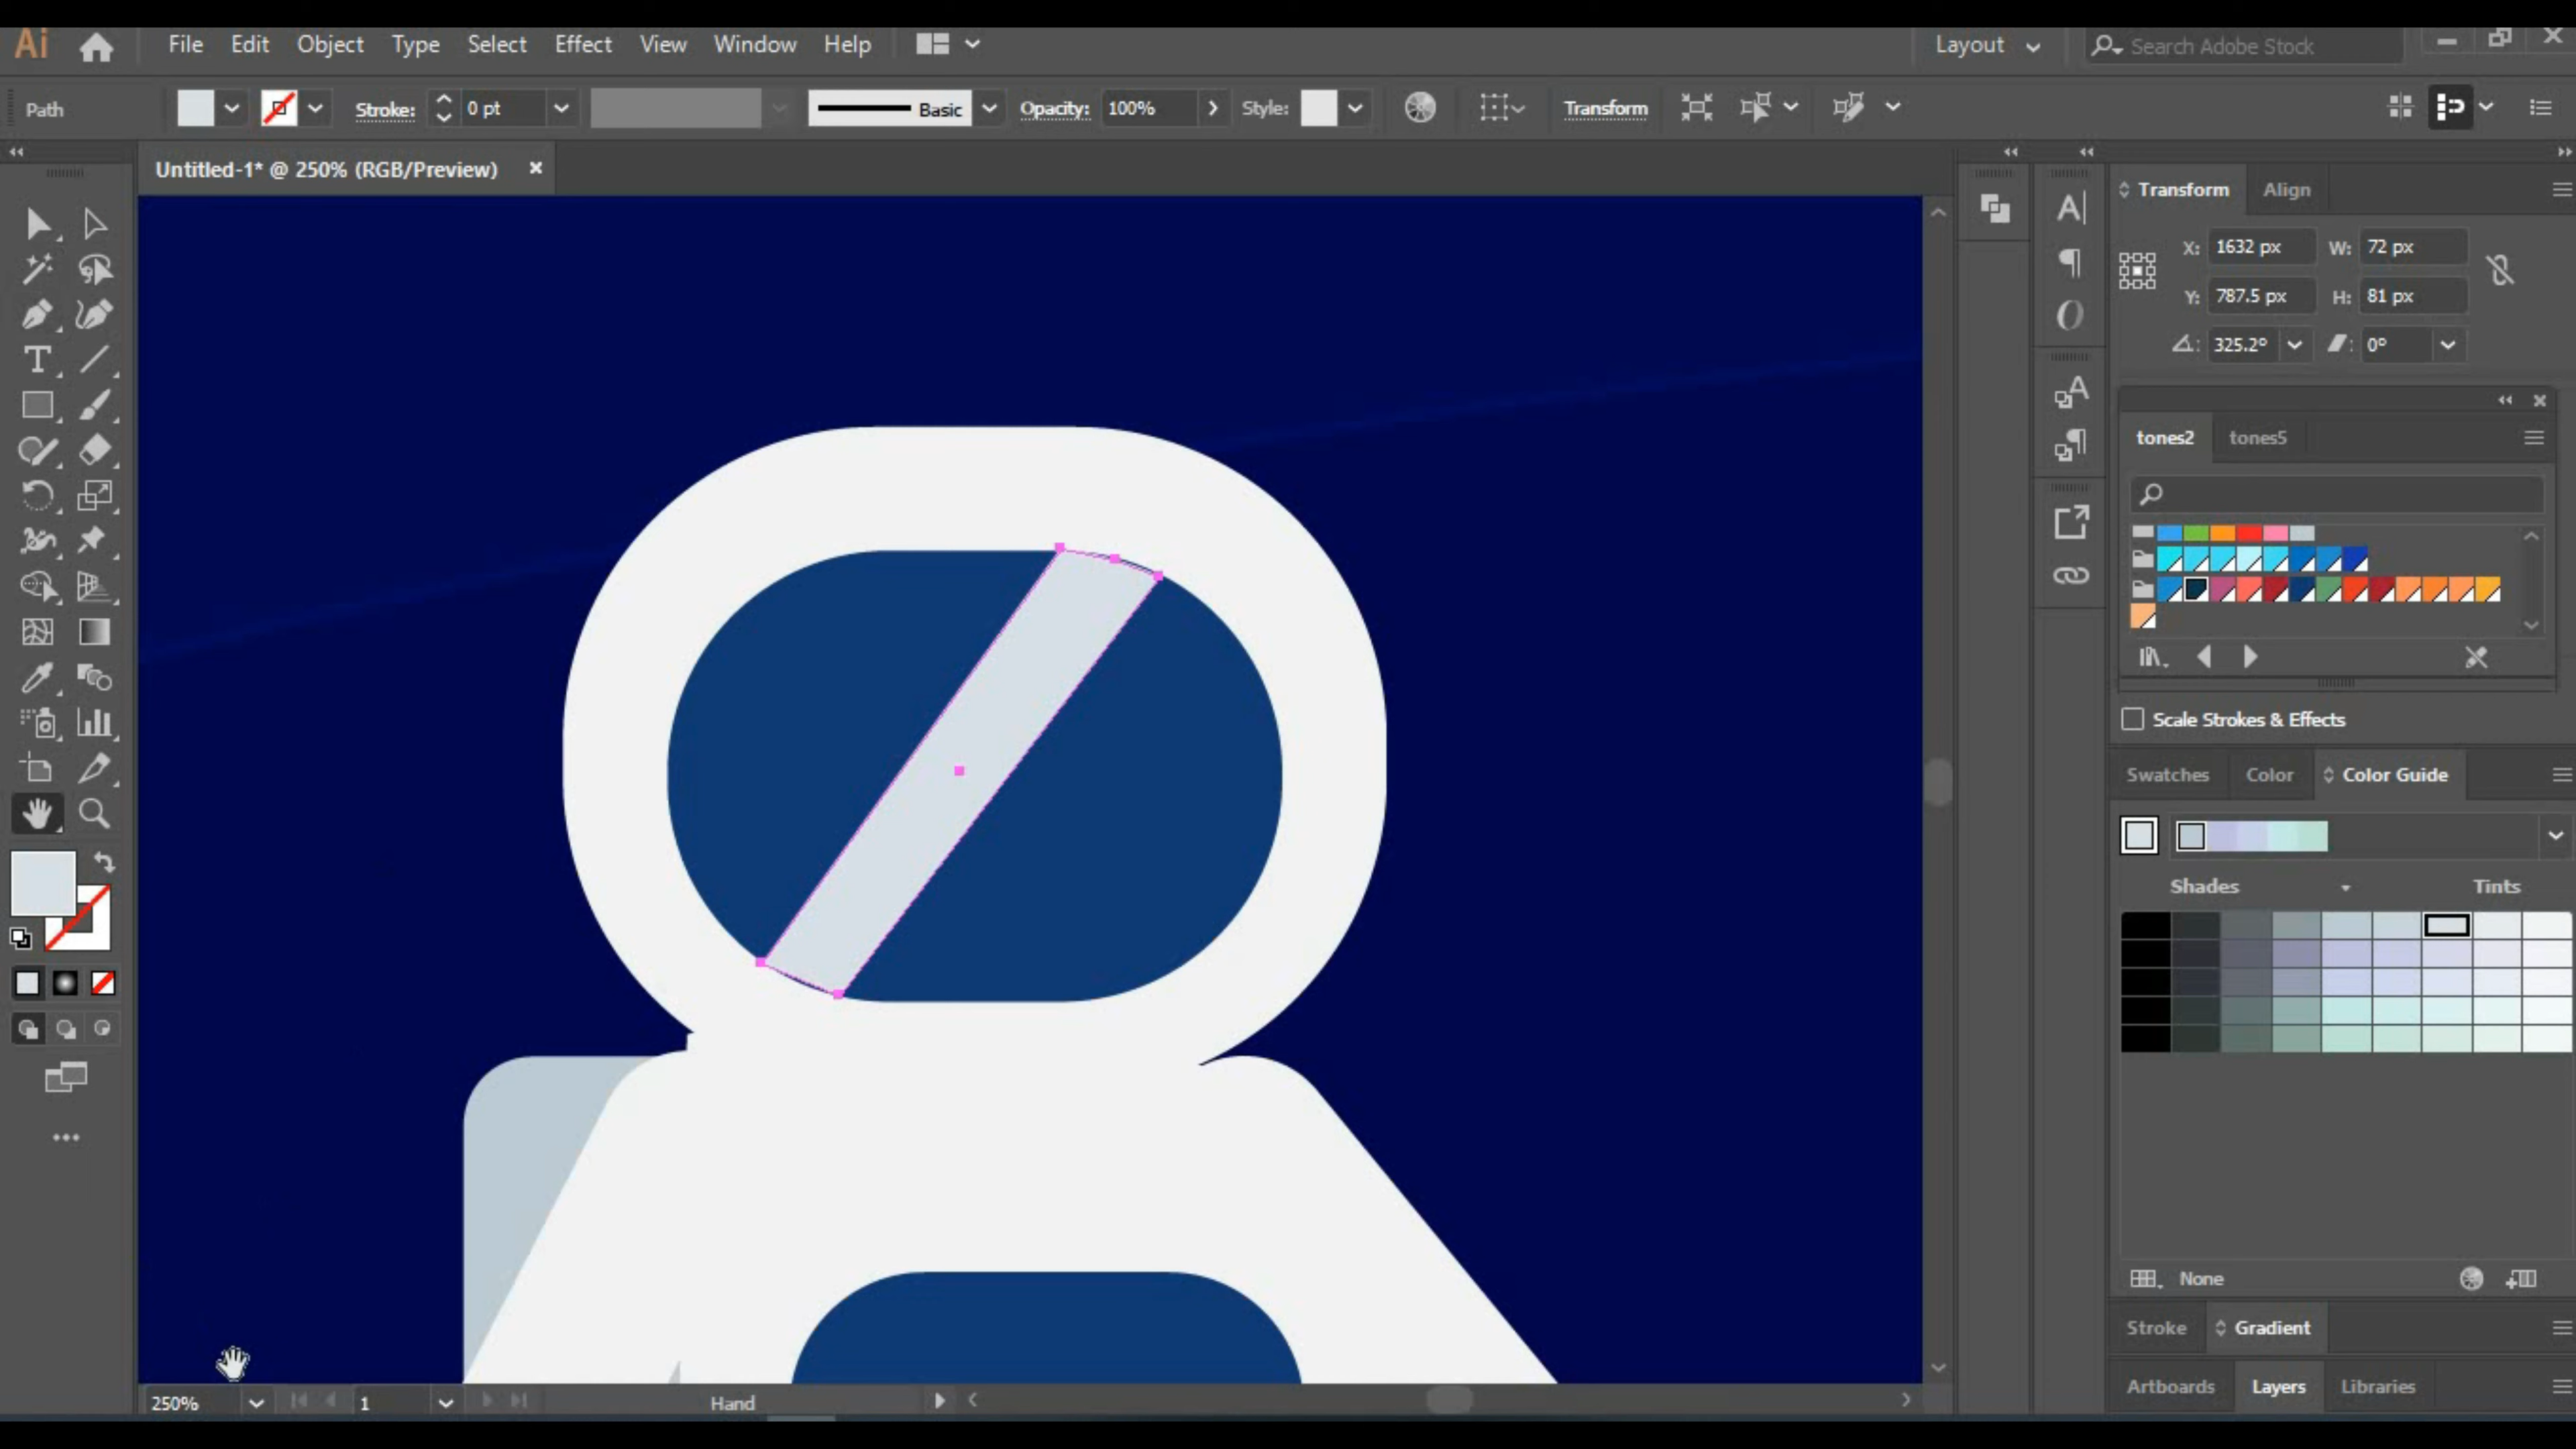 Ai File Edit Object Type Select Effect View Window Help Layout Search Adobe Stock
Path Stroke: 0 pt Basic Opacity: 100% Style: Transform
Untitled-1* @ 250% (RGB/Preview)
Transform Align
X: 1632 px W: 72 px
Y: 787.5 px H: 81 px
325.2° 0°
tones2 tones5
Scale Strokes & Effects
Swatches Color Color Guide
Shades Tints
None
Stroke Gradient
Artboards Layers Libraries
250% 1 Hand